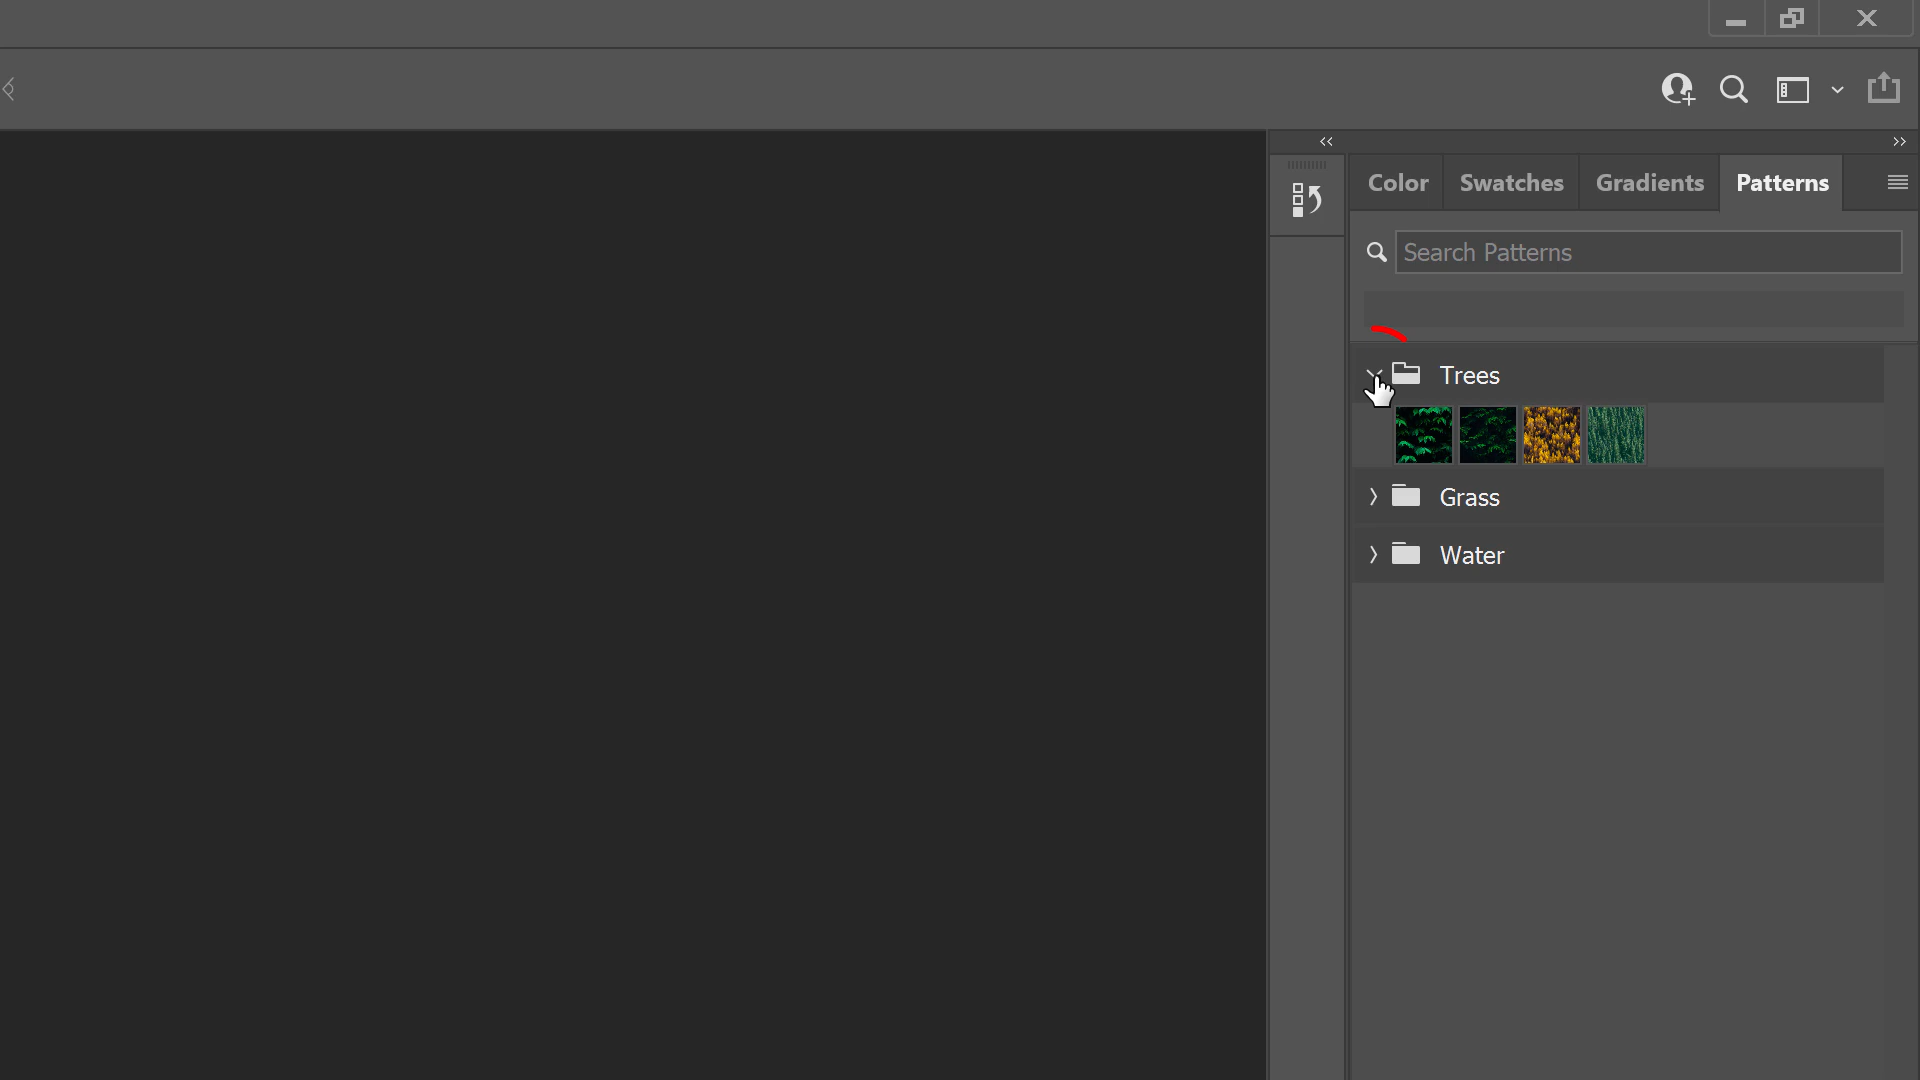 Color Swatches Gradients Patterns
Search Patterns
Trees
Grass
Water